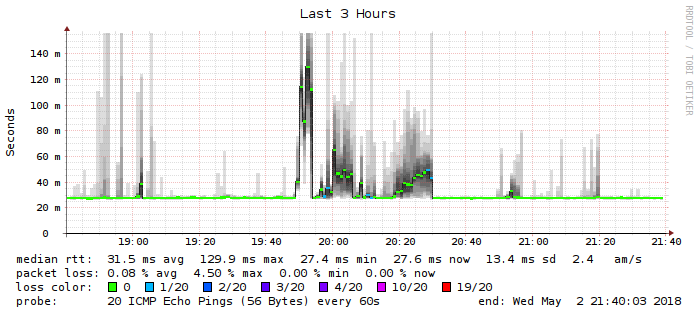 Last 3 Hours
RRDTOOL / TOBI OETIKER
Seconds
140 m
120 m
100 m
80 m
60 m
40 m
20 m
0
19:00 19:20 19:40 20:00 20:20 20:40 21:00 21:20 21:40
median rtt: 31.5 ms avg 129.9 ms max 27.4 ms min 27.6 ms now 13.4 ms sd 2.4 am/s
packet loss: 0.08 % avg 4.50 % max 0.00 % min 0.00 % now
loss color: 0 1/20 2/20 3/20 4/20 10/20 19/20
probe: 20 ICMP Echo Pings (56 Bytes) every 60s end: Wed May 2 21:40:03 2018